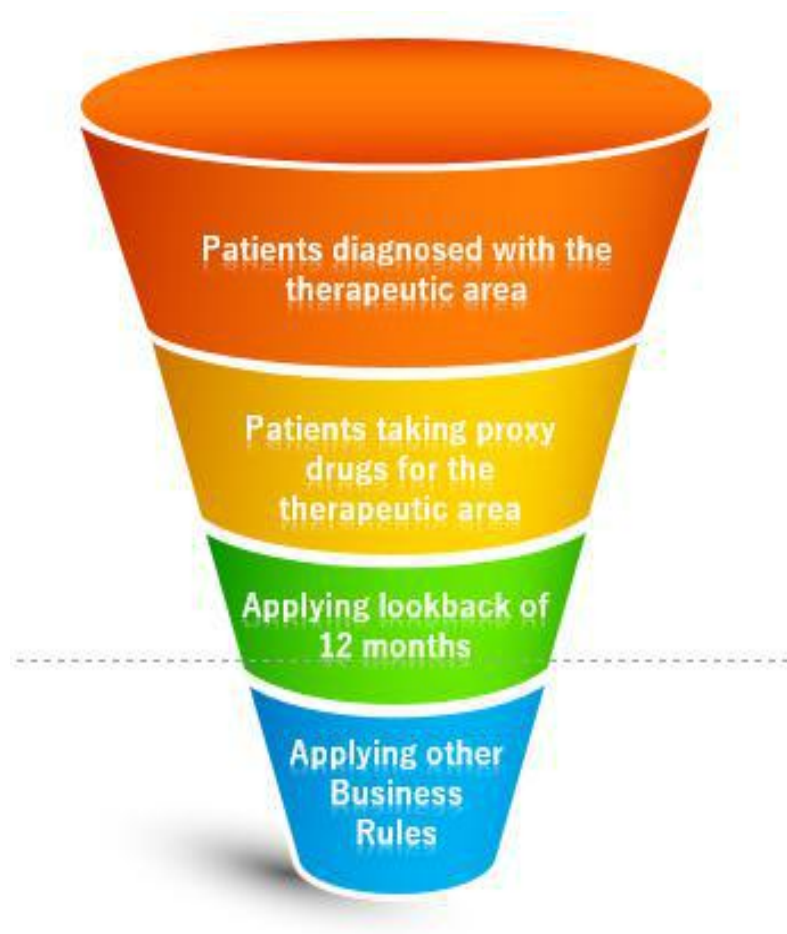 Patients diagnosed with the
therapeutic area
Patients taking proxy
drugs for the
therapeutic area
Applying lookback of
12 months
Applying other
Business
Rules